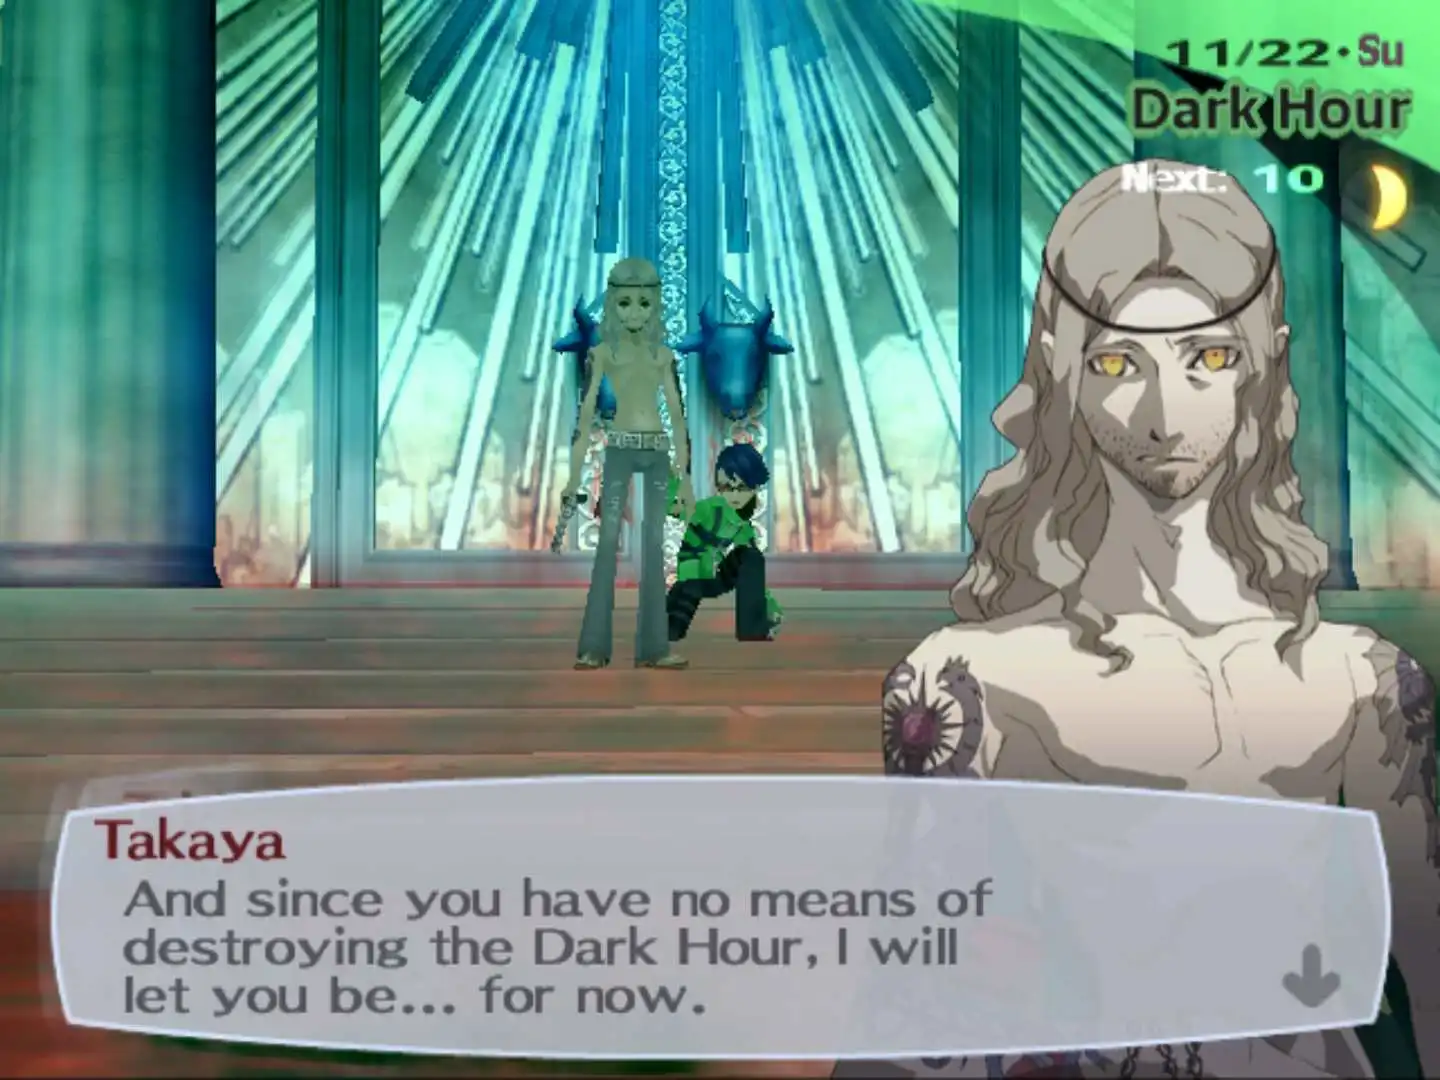 11/22·Su
Dark Hour
Next: 10
Takaya
And since you have no means of
destroying the Dark Hour, I will
let you be... for now.